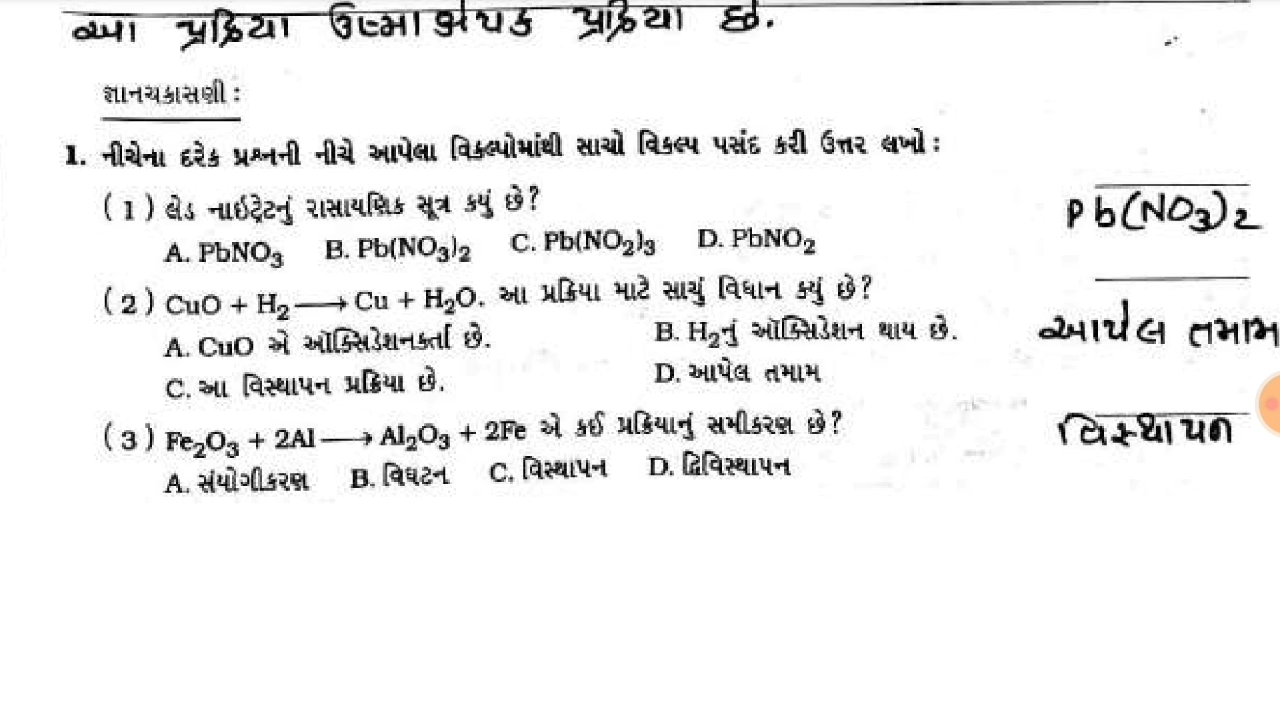 આ પ્રક્રિયા ઉષ્માક્ષેપક પ્રક્રિયા છે.
જ્ઞાનચકાસણી :
1. નીચેના દરેક પ્રશ્નની નીચે આપેલા વિકલ્પોમાંથી સાચો વિકલ્પ પસંદ કરી ઉત્તર લખો :
( 1 ) લેડ નાઇટ્રેટનું રાસાયણિક સૂત્ર કયું છે? Pb(NO₃)₂
A. PbNO₃ B. Pb(NO₃)₂ C. Pb(NO₂)₃ D. PbNO₂
( 2 ) CuO + H₂ ⟶ Cu + H₂O. આ પ્રક્રિયા માટે સાચું વિધાન કયું છે?
A. CuO એ ઑક્સિડેશનકર્તા છે. B. H₂નું ઑક્સિડેશન થાય છે. આપેલ તમામ
C. આ વિસ્થાપન પ્રક્રિયા છે. D. આપેલ તમામ
( 3 ) Fe₂O₃ + 2Al ⟶ Al₂O₃ + 2Fe એ કઈ પ્રક્રિયાનું સમીકરણ છે? વિસ્થાપન
A. સંયોગીકરણ B. વિઘટન C. વિસ્થાપન D. દ્વિવિસ્થાપન